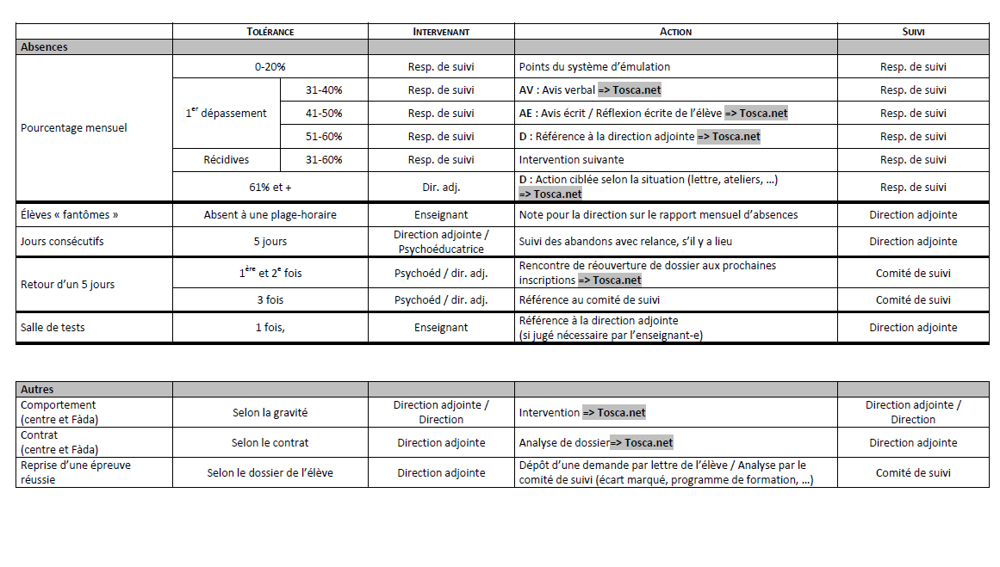 TOLÉRANCE INTERVENANT ACTION SUIVI
Absences
Pourcentage mensuel
0-20% Resp. de suivi Points du système d'émulation Resp. de suivi
1er dépassement
31-40% Resp. de suivi AV : Avis verbal => Tosca.net Resp. de suivi
41-50% Resp. de suivi AE : Avis écrit / Réflexion écrite de l'élève => Tosca.net Resp. de suivi
51-60% Resp. de suivi D : Référence à la direction adjointe => Tosca.net Resp. de suivi
Récidives 31-60% Resp. de suivi Intervention suivante Resp. de suivi
61% et + Dir. adj. D : Action ciblée selon la situation (lettre, ateliers, ...)
=> Tosca.net Resp. de suivi
Élèves « fantômes » Absent à une plage-horaire Enseignant Note pour la direction sur le rapport mensuel d'absences Direction adjointe
Jours consécutifs 5 jours Direction adjointe /
Psychoéducatrice Suivi des abandons avec relance, s'il y a lieu Direction adjointe
Retour d'un 5 jours
1ère et 2e fois Psychoéd / dir. adj. Rencontre de réouverture de dossier aux prochaines
inscriptions => Tosca.net Comité de suivi
3 fois Psychoéd / dir. adj. Référence au comité de suivi Comité de suivi
Salle de tests 1 fois, Enseignant Référence à la direction adjointe
(si jugé nécessaire par l'enseignant-e) Direction adjointe
Autres
Comportement
(centre et Fàda) Selon la gravité Direction adjointe /
Direction Intervention => Tosca.net Direction adjointe /
Direction
Contrat
(centre et Fàda) Selon le contrat Direction adjointe Analyse de dossier=> Tosca.net Direction adjointe
Reprise d'une épreuve
réussie Selon le dossier de l'élève Direction adjointe Dépôt d'une demande par lettre de l'élève / Analyse par le
comité de suivi (écart marqué, programme de formation, ...) Comité de suivi